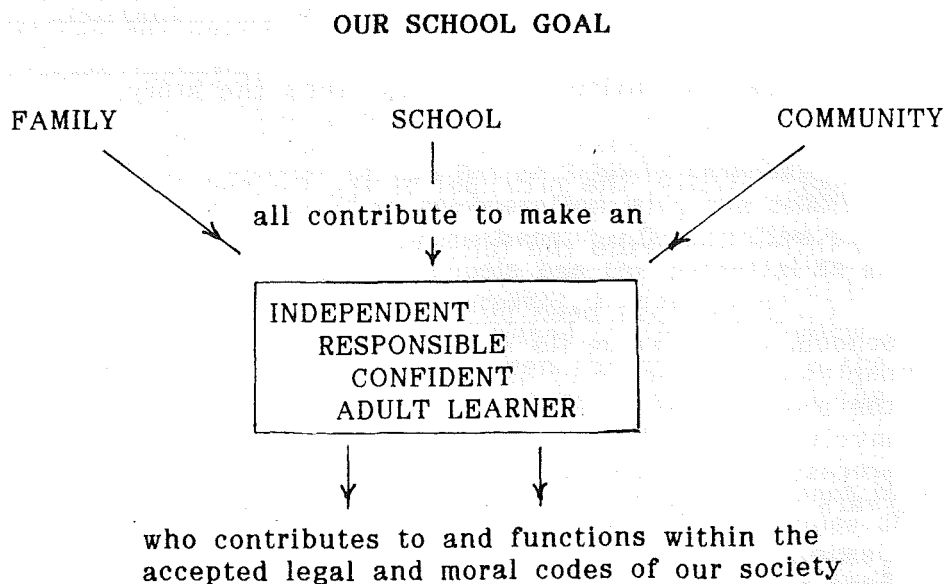 OUR SCHOOL GOAL
FAMILY SCHOOL COMMUNITY
all contribute to make an
INDEPENDENT
RESPONSIBLE
CONFIDENT
ADULT LEARNER
who contributes to and functions within the
accepted legal and moral codes of our society